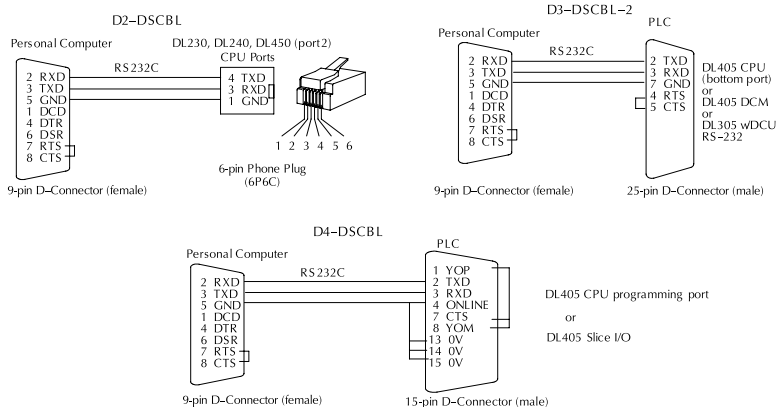 D2–DSCBL
Personal Computer
DL230, DL240, DL450 (port2)
CPU Ports
RS232C
2 RXD
3 TXD
5 GND
1 DCD
4 DTR
6 DSR
7 RTS
8 CTS
4 TXD
3 RXD
1 GND
1 2 3 4 5 6
6-pin Phone Plug
(6P6C)
9-pin D–Connector (female)
D3–DSCBL–2
PLC
Personal Computer
RS232C
2 RXD
3 TXD
5 GND
1 DCD
4 DTR
6 DSR
7 RTS
8 CTS
2 TXD
3 RXD
7 GND
4 RTS
5 CTS
DL405 CPU
(bottom port)
or
DL405 DCM
or
DL305 wDCU
RS–232
9-pin D–Connector (female)
25-pin D–Connector (male)
D4–DSCBL
PLC
Personal Computer
RS232C
2 RXD
3 TXD
5 GND
1 DCD
4 DTR
6 DSR
7 RTS
8 CTS
1 YOP
2 TXD
3 RXD
4 ONLINE
7 CTS
8 YOM
13 0V
14 0V
15 0V
DL405 CPU programming port
or
DL405 Slice I/O
9-pin D–Connector (female)
15-pin D–Connector (male)